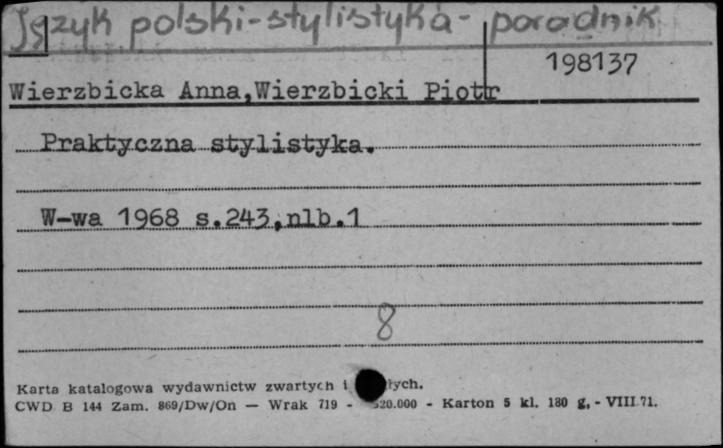 Język polski-stylistyka- poradnik
198137
Wierzbicka Anna,Wierzbicki Piotr
Praktyczna stylistyka.
W-wa 1968 s.243,nlb.1
8
Karta katalogowa wydawnictw zwartych i
CWD B 144 Zam. 869/Dw/On — Wrak 719 - 20.000 - Karton 5 kl. 180 g, - VIII.71.